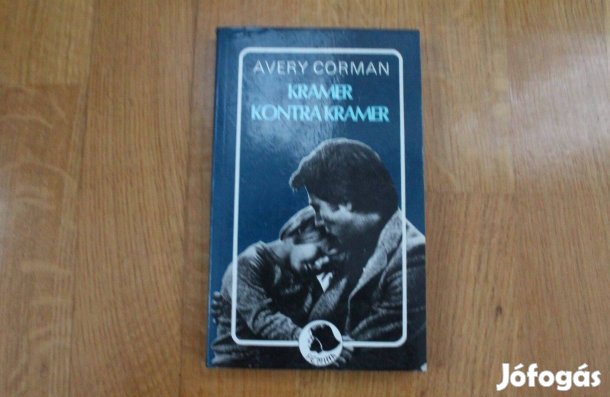 AVERY CORMAN
KRAMER
KONTRA KRAMER
Jófogás